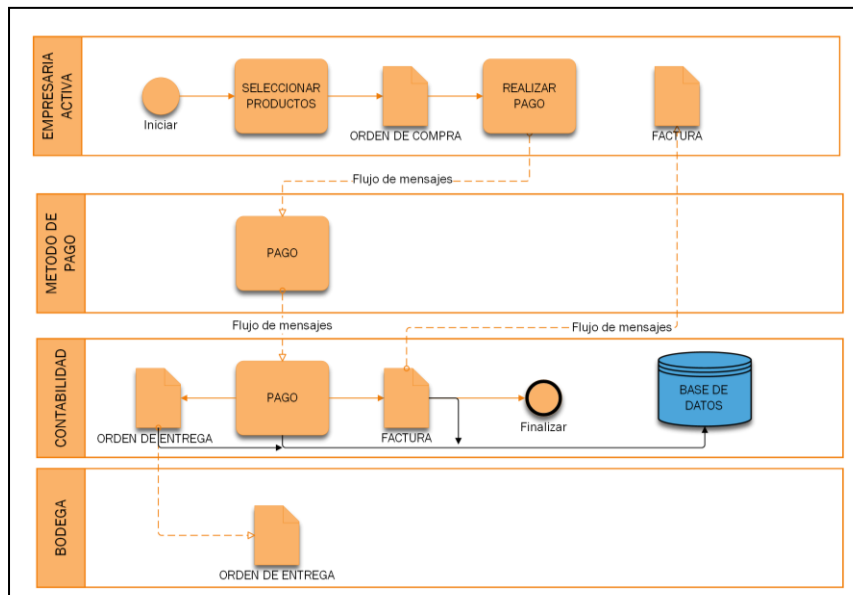 EMPRESARIA
ACTIVA
Iniciar
SELECCIONAR
PRODUCTOS
ORDEN DE COMPRA
REALIZAR
PAGO
FACTURA
Flujo de mensajes
METODO DE
PAGO
PAGO
Flujo de mensajes
Flujo de mensajes
CONTABILIDAD
ORDEN DE ENTREGA
PAGO
FACTURA
Finalizar
BASE DE
DATOS
BODEGA
ORDEN DE ENTREGA